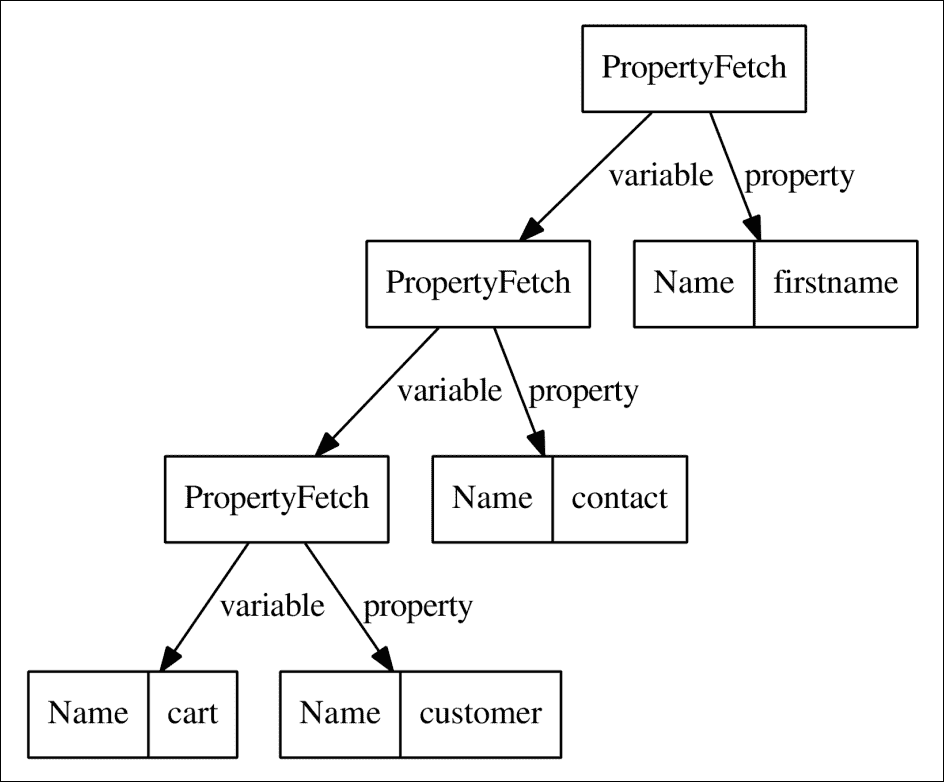 PropertyFetch
variable property
PropertyFetch
Name firstname
variable property
PropertyFetch
Name contact
variable property
Name cart
Name customer